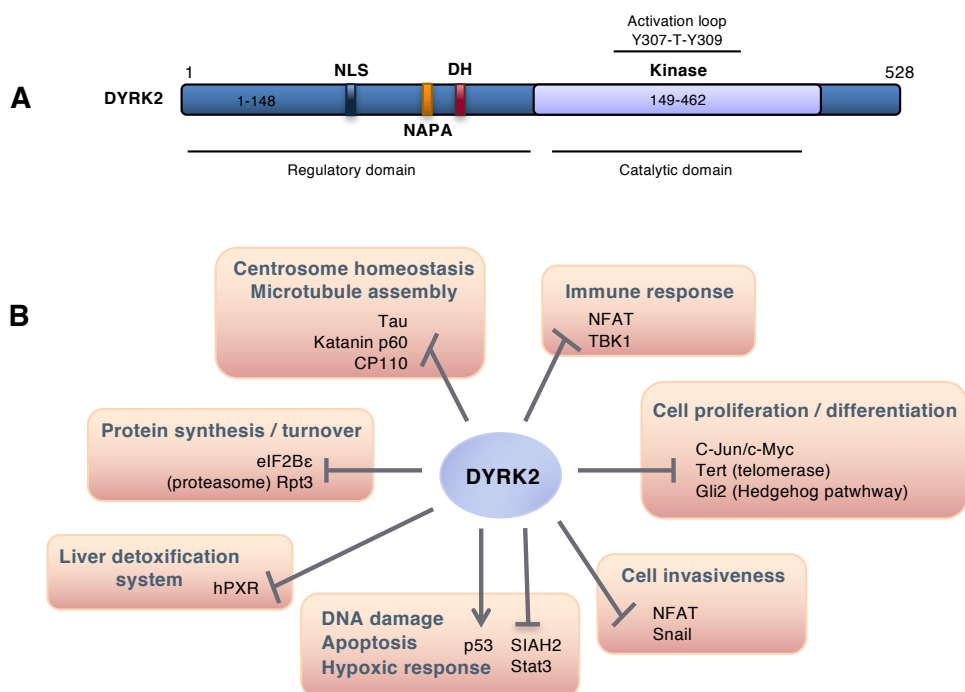 Activation loop
Y307-T-Y309
1
NLS
DH
Kinase
528
A
DYRK2
1-148
149-462
NAPA
Regulatory domain
Catalytic domain
B
Centrosome homeostasis
Microtubule assembly
Tau
Katanin p60
CP110
Immune response
NFAT
TBK1
Protein synthesis / turnover
eIF2Bε
(proteasome) Rpt3
DYRK2
Cell proliferation / differentiation
C-Jun/c-Myc
Tert (telomerase)
Gli2 (Hedgehog patwhway)
Liver detoxification
system
hPXR
DNA damage
Apoptosis
Hypoxic response
p53
SIAH2
Stat3
Cell invasiveness
NFAT
Snail